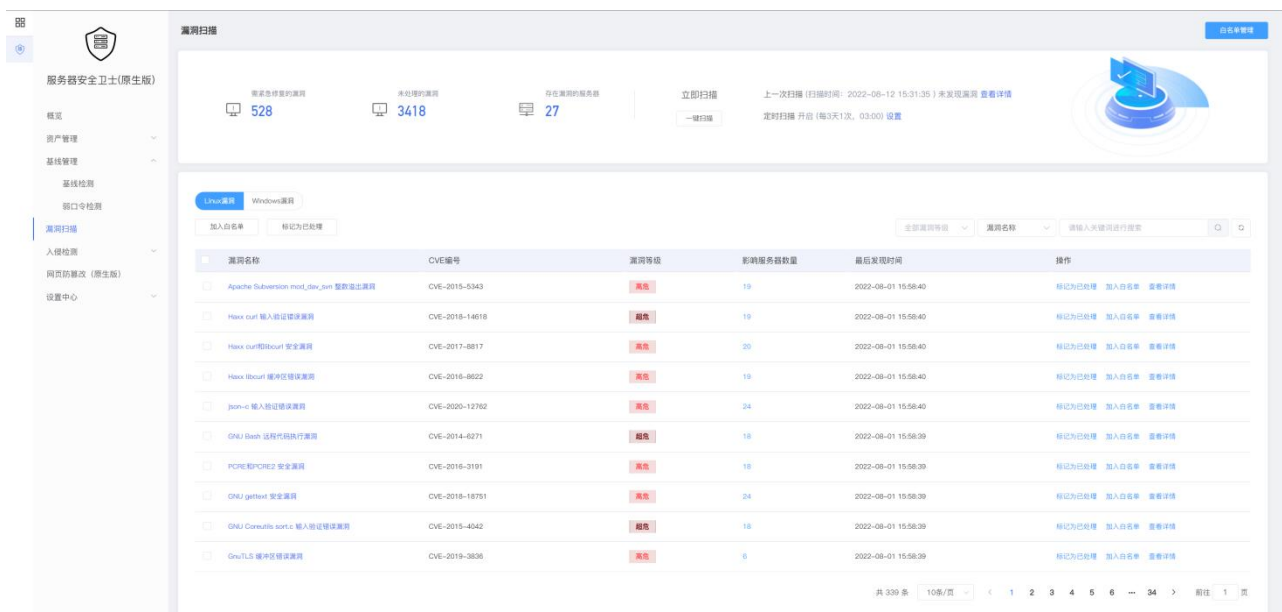 漏洞扫描
白名单管理
服务器安全卫士(原生版)
概览
资产管理
基线管理
基线检测
弱口令检测
漏洞扫描
入侵检测
网页防篡改（原生版）
设置中心
需紧急修复的漏洞
528
未处理的漏洞
3418
存在漏洞的服务器
27
立即扫描
一键扫描
上一次扫描 (扫描时间：2022-08-12 15:31:35 ) 未发现漏洞 查看详情
定时扫描 开启 (每3天1次，03:00) 设置
Linux漏洞 Windows漏洞
加入白名单 标记为已处理 全部漏洞等级 漏洞名称 请输入关键词进行搜索
漏洞名称 CVE编号 漏洞等级 影响服务器数量 最后发现时间 操作
Apache Subversion mod_dav_svn 整数溢出漏洞 CVE-2015-5343 高危 19 2022-08-01 15:58:40 标记为已处理 加入白名单 查看详情
Haxx curl 输入验证错误漏洞 CVE-2018-14618 超危 19 2022-08-01 15:58:40 标记为已处理 加入白名单 查看详情
Haxx curl和libcurl 安全漏洞 CVE-2017-8817 高危 20 2022-08-01 15:58:40 标记为已处理 加入白名单 查看详情
Haxx libcurl 缓冲区错误漏洞 CVE-2016-8622 高危 19 2022-08-01 15:58:40 标记为已处理 加入白名单 查看详情
json-c 输入验证错误漏洞 CVE-2020-12762 高危 24 2022-08-01 15:58:40 标记为已处理 加入白名单 查看详情
GNU Bash 远程代码执行漏洞 CVE-2014-6271 超危 18 2022-08-01 15:58:39 标记为已处理 加入白名单 查看详情
PCRE和PCRE2 安全漏洞 CVE-2016-3191 高危 18 2022-08-01 15:58:39 标记为已处理 加入白名单 查看详情
GNU gettext 安全漏洞 CVE-2018-18751 高危 24 2022-08-01 15:58:39 标记为已处理 加入白名单 查看详情
GNU Coreutils sort.c 输入验证错误漏洞 CVE-2015-4042 超危 18 2022-08-01 15:58:39 标记为已处理 加入白名单 查看详情
GnuTLS 缓冲区错误漏洞 CVE-2019-3836 高危 6 2022-08-01 15:58:39 标记为已处理 加入白名单 查看详情
共 339 条 10条/页 1 2 3 4 5 6 ... 34 前往 1 页